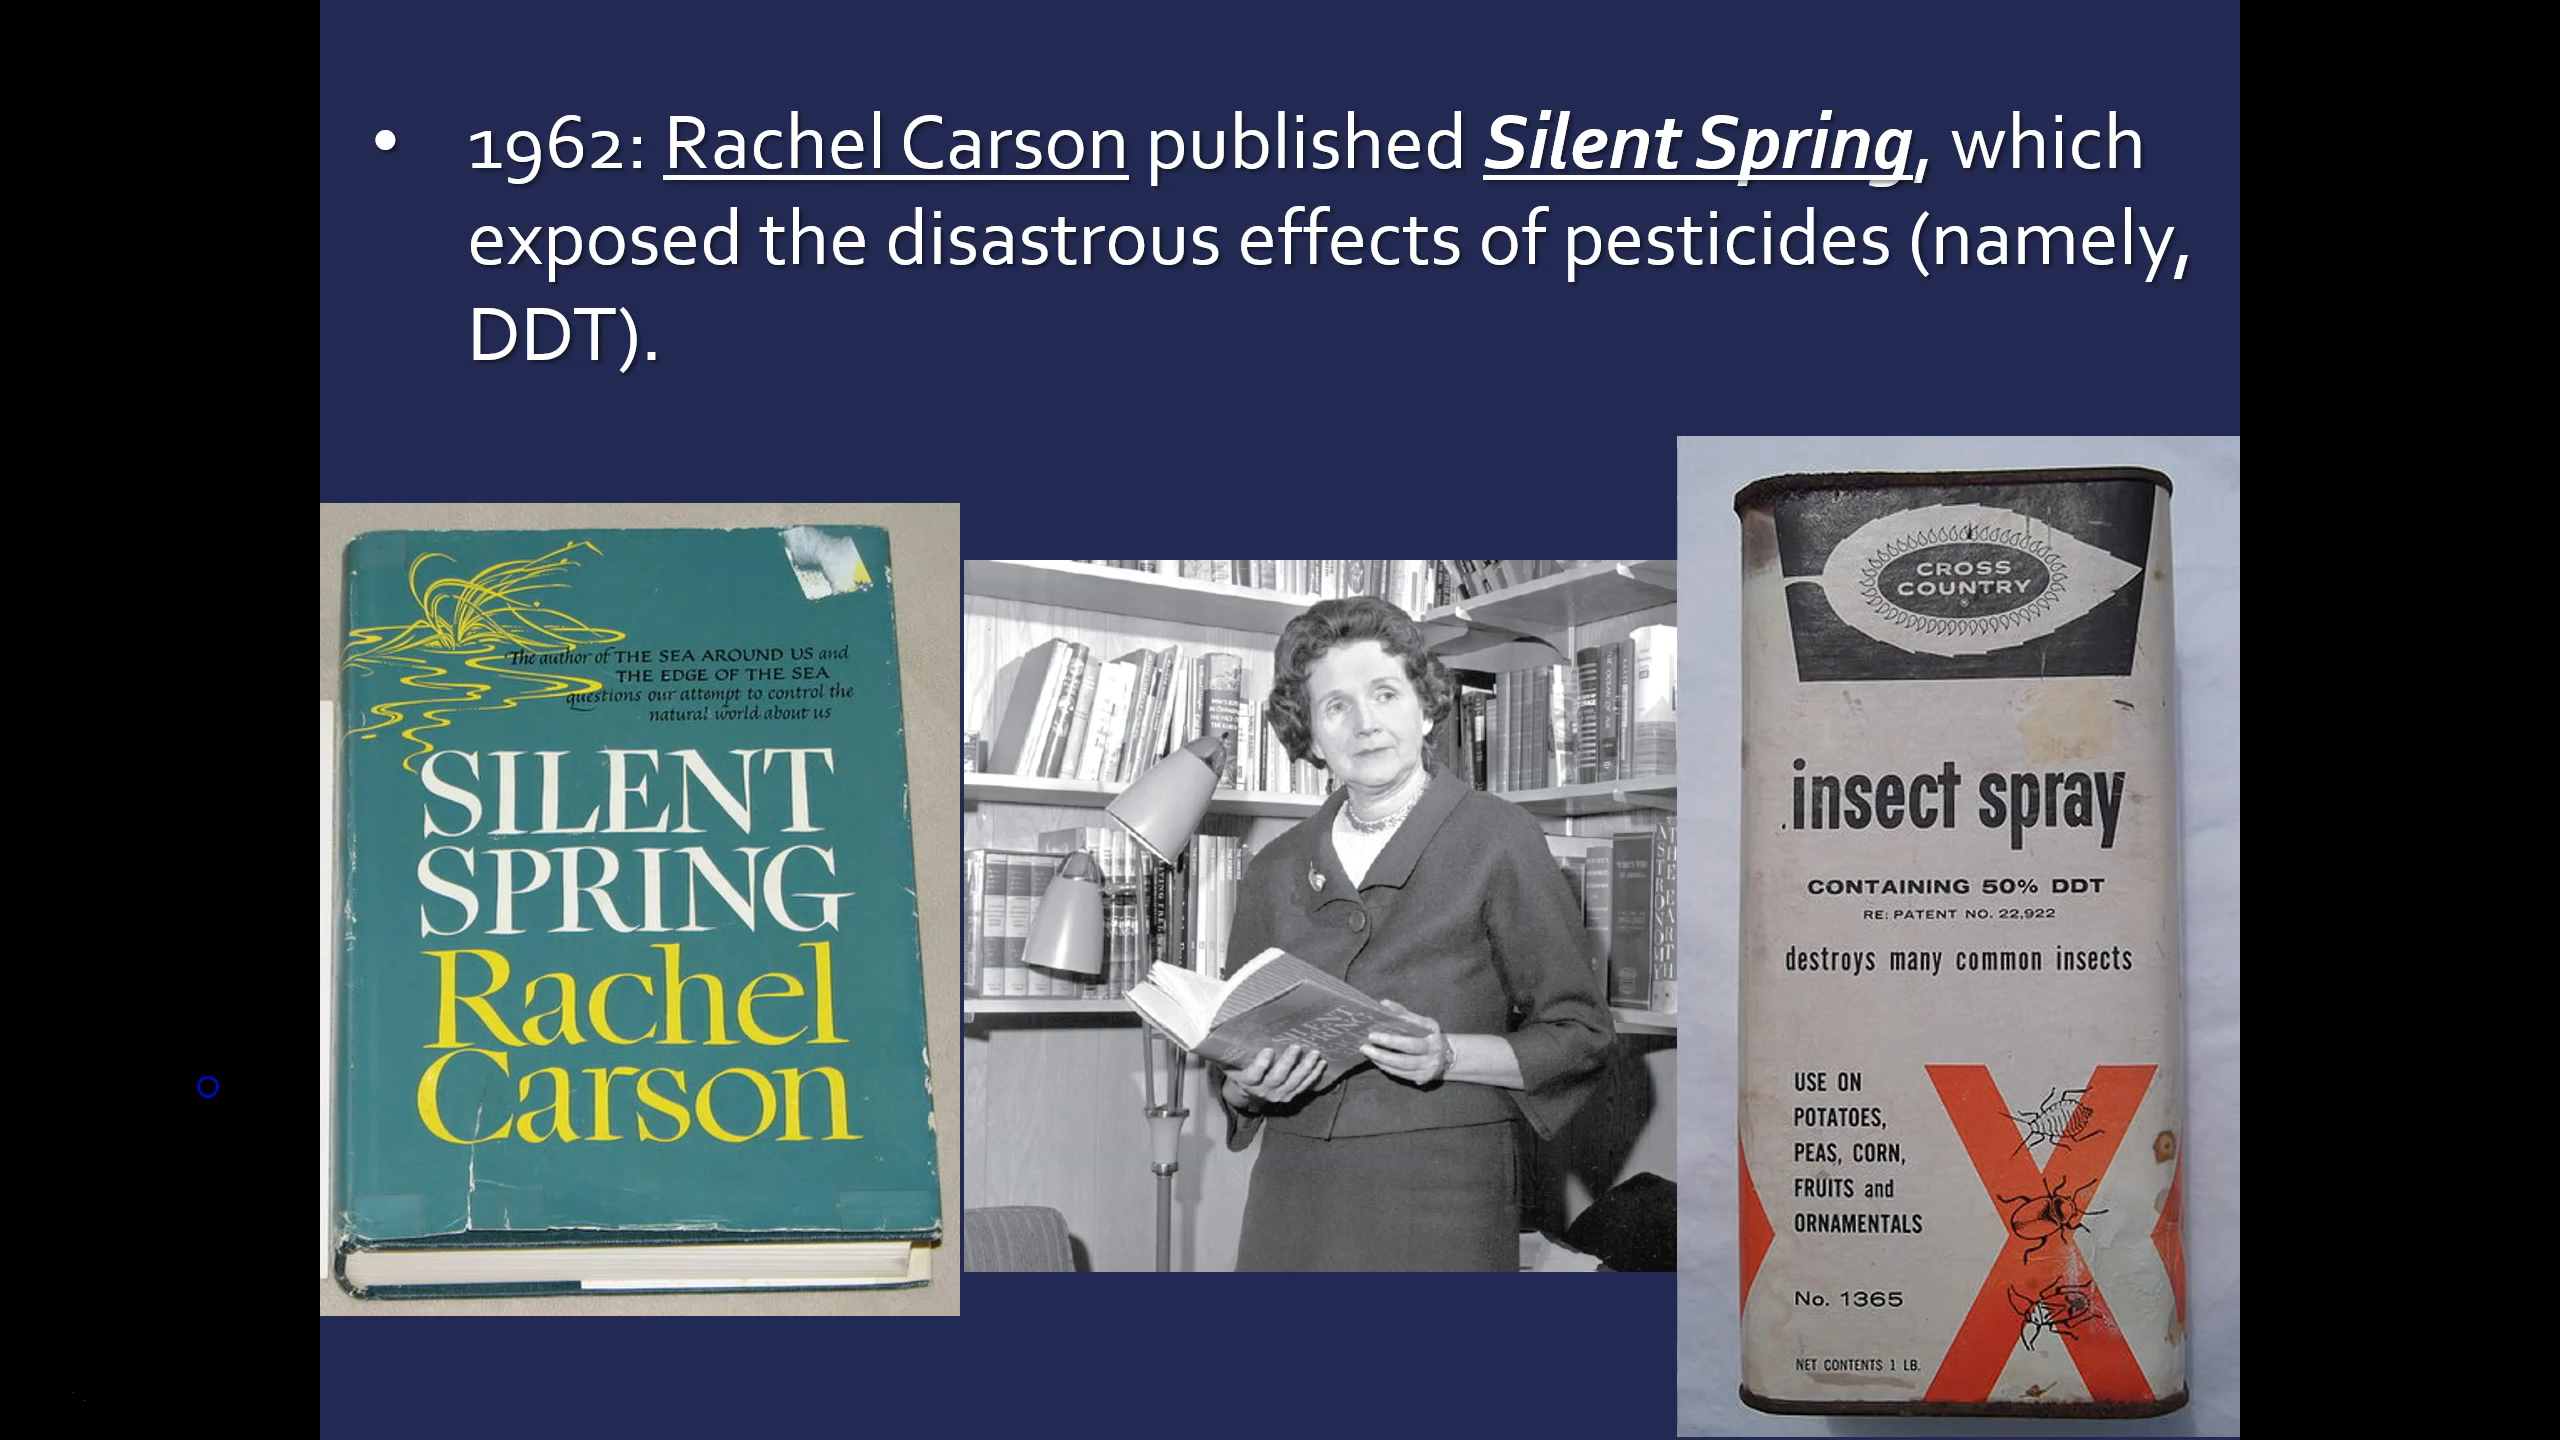 • 1962: Rachel Carson published Silent Spring, which
exposed the disastrous effects of pesticides (namely,
DDT).
The author of THE SEA AROUND US and
THE EDGE OF THE SEA
questions our attempt to control the
natural world about us
SILENT
SPRING
Rachel
Carson
SILENT
SPRING
CROSS
COUNTRY
insect spray
CONTAINING 50% DDT
RE: PATENT NO. 22,922
destroys many common insects
USE ON
POTATOES,
PEAS, CORN,
FRUITS and
ORNAMENTALS
No. 1365
NET CONTENTS 1 LB.